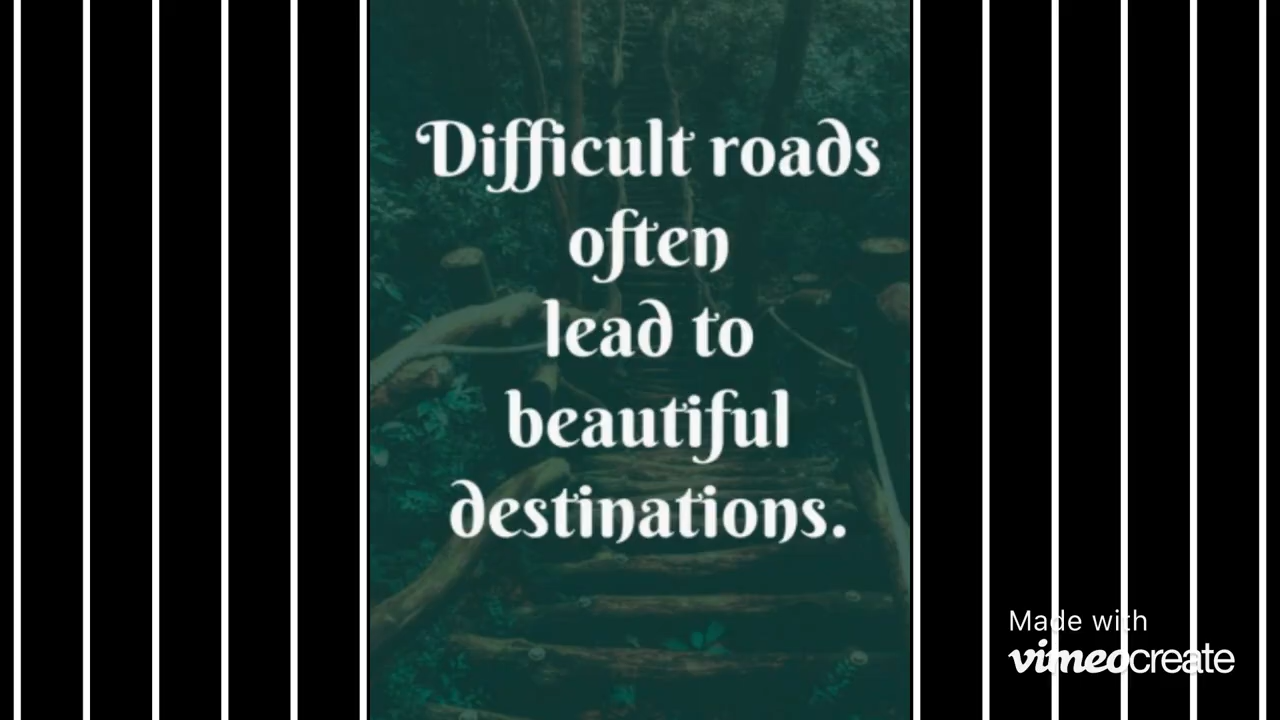 Difficult roads
often
lead to
beautiful
destinations.
Made with
vimeocreate